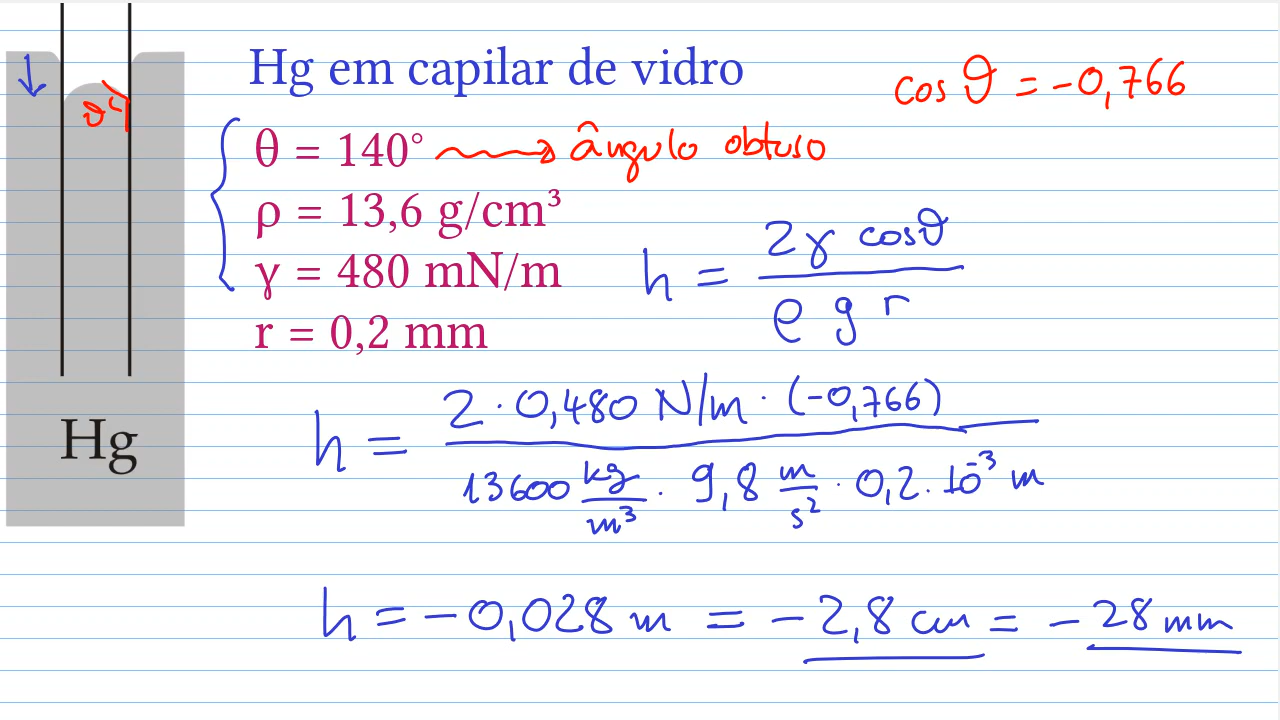 Hg em capilar de vidro
cos θ = -0,766
θ = 140° → ângulo obtuso
ρ = 13,6 g/cm³
γ = 480 mN/m
r = 0,2 mm
h = 2γ cosθ / ρ g r
h = 2 · 0,480 N/m · (-0,766) / 13600 kg/m³ · 9,8 m/s² · 0,2 · 10⁻³ m
h = -0,028 m = -2,8 cm = -28 mm
θ
Hg